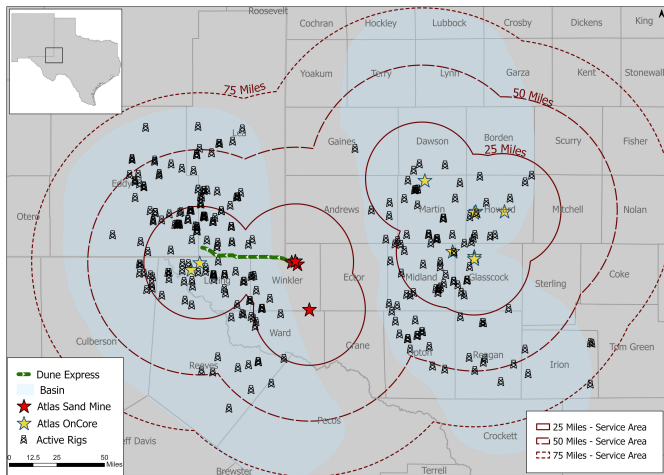 Roosevelt
Cochran
Hockley
Lubbock
Crosby
Dickens
King
Yoakum
Terry
Lynn
Garza
Kent
Stonewall
75 Miles
50 Miles
25 Miles
Lea
Gaines
Dawson
Borden
Scurry
Fisher
Eddy
Otero
Andrews
Martin
Howard
Mitchell
Nolan
Loving
Winkler
Ector
Midland
Glasscock
Sterling
Coke
Culberson
Ward
Crane
Upton
Reagan
Irion
Tom Green
Reeves
Pecos
Crockett
Jeff Davis
Brewster
Terrell
Dune Express
Basin
Atlas Sand Mine
Atlas OnCore
Active Rigs
0 12.5 25 50
Miles
25 Miles - Service Area
50 Miles - Service Area
75 Miles - Service Area